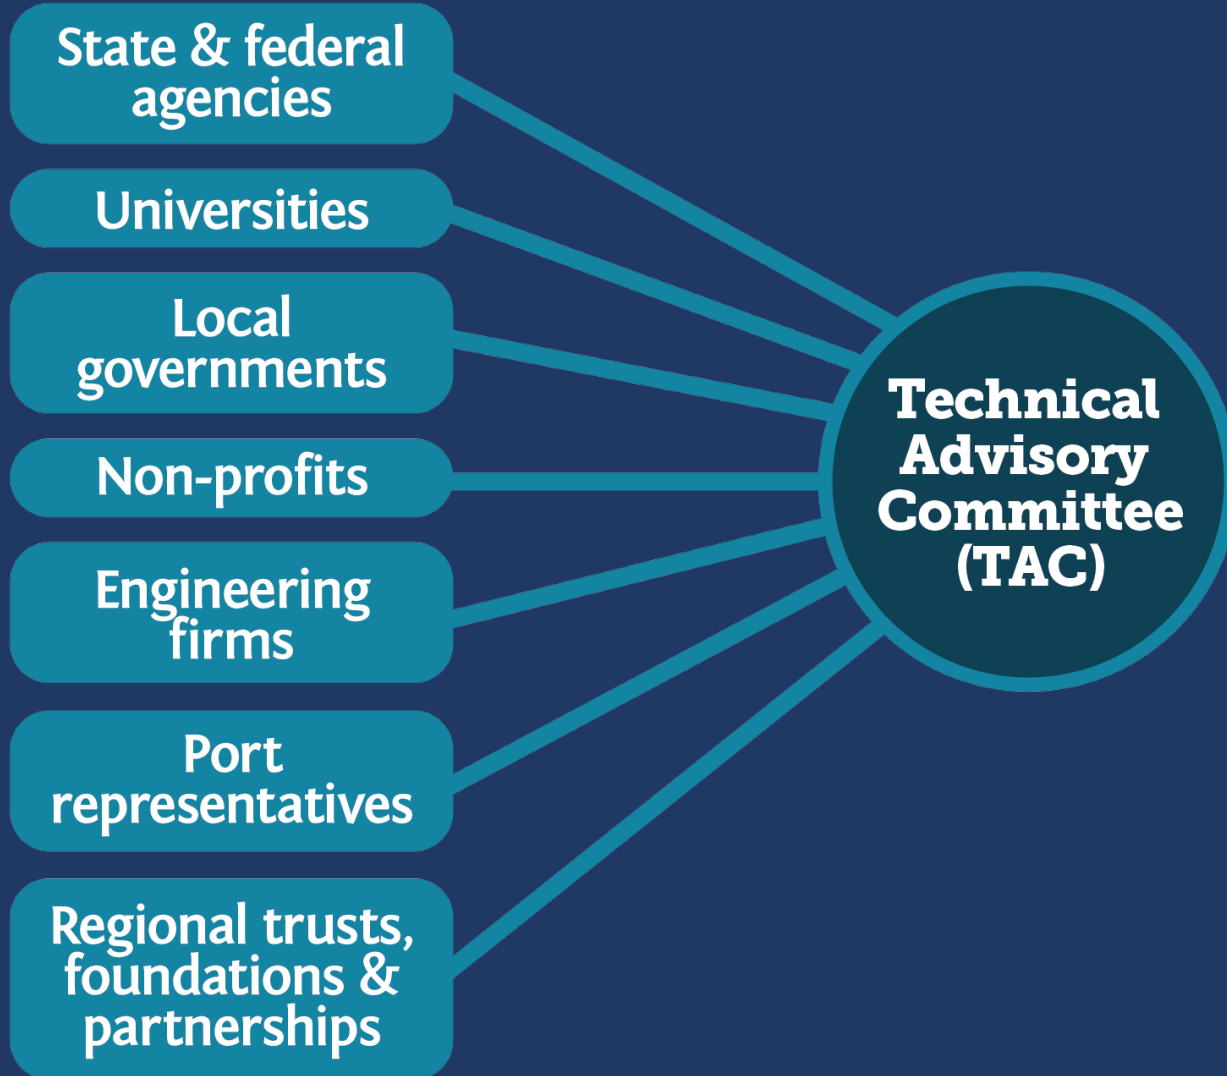 State & federal
agencies
Universities
Local
governments
Non-profits
Engineering
firms
Port
representatives
Regional trusts,
foundations &
partnerships
Technical
Advisory
Committee
(TAC)